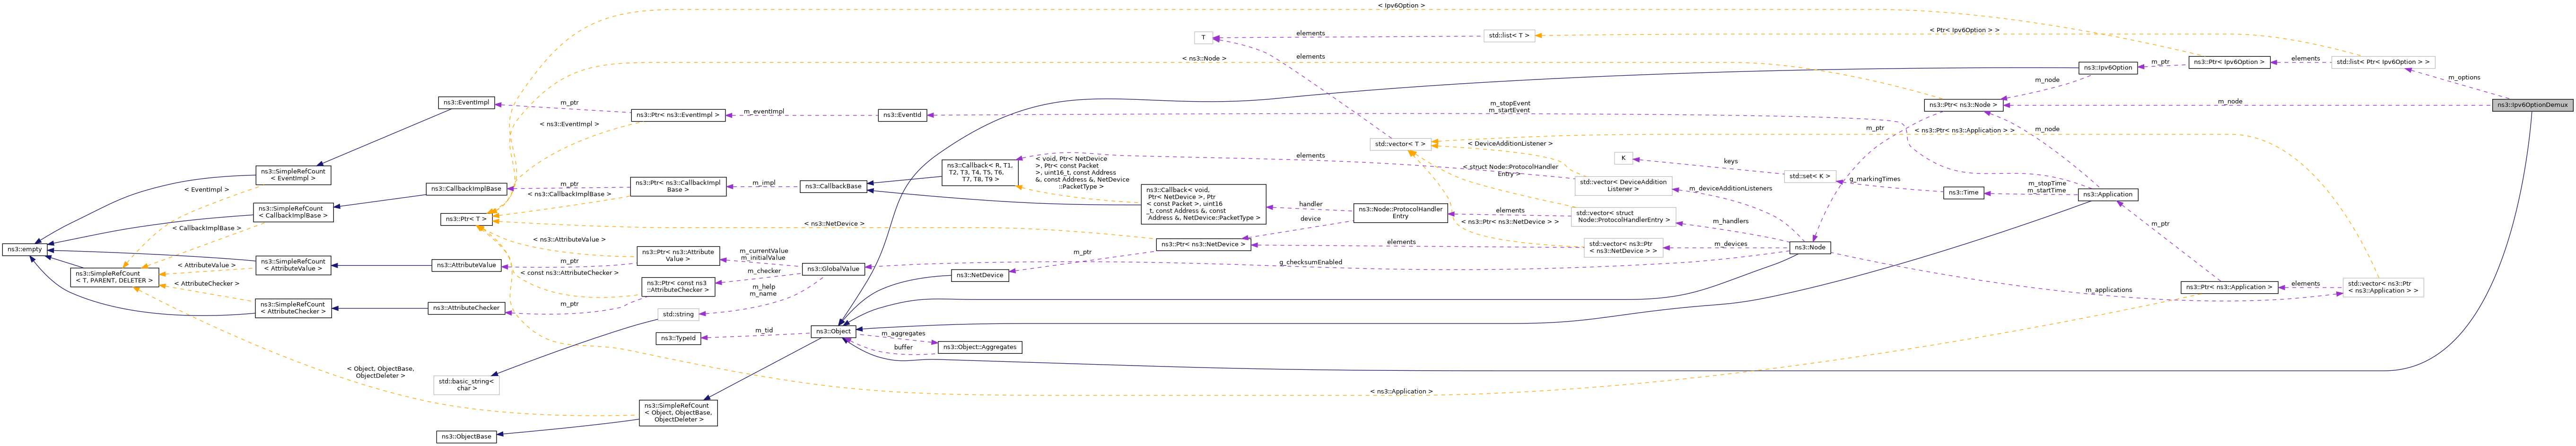 < Ipv6Option >
< Ptr< Ipv6Option > >
elements
T
std::list< T >
elements
< ns3::Node >
m_ptr
elements
ns3::Ptr< Ipv6Option >
std::list< Ptr< Ipv6Option > >
ns3::Ipv6Option
m_node
m_options
ns3::EventImpl
m_ptr
ns3::Ptr< ns3::EventImpl >
m_eventImpl
ns3::EventId
m_stopEvent
m_startEvent
ns3::Ptr< ns3::Node >
m_node
ns3::Ipv6OptionDemux
< ns3::EventImpl >
m_ptr
< ns3::Ptr< ns3::Application > >
m_node
std::vector< T >
< DeviceAdditionListener >
elements
K
keys
ns3::SimpleRefCount
< EventImpl >
< EventImpl >
ns3::CallbackImplBase
m_ptr
< ns3::CallbackImplBase >
ns3::Ptr< ns3::CallbackImpl
Base >
m_impl
ns3::CallbackBase
ns3::Callback< R, T1,
T2, T3, T4, T5, T6,
T7, T8, T9 >
< void, Ptr< NetDevice
>, Ptr< const Packet
>, uint16_t, const Address
&, const Address &, NetDevice
::PacketType >
ns3::Callback< void,
Ptr< NetDevice >, Ptr
< const Packet >, uint16
_t, const Address &, const
Address &, NetDevice::PacketType >
< struct Node::ProtocolHandler
Entry >
std::vector< DeviceAddition
Listener >
m_deviceAdditionListeners
std::set< K >
g_markingTimes
ns3::Time
m_stopTime
m_startTime
ns3::Application
ns3::SimpleRefCount
< CallbackImplBase >
< CallbackImplBase >
ns3::Ptr< T >
< ns3::NetDevice >
handler
device
ns3::Node::ProtocolHandler
Entry
elements
< ns3::Ptr< ns3::NetDevice > >
std::vector< struct
Node::ProtocolHandlerEntry >
m_handlers
m_ptr
ns3::empty
ns3::SimpleRefCount
< T, PARENT, DELETER >
< AttributeValue >
ns3::SimpleRefCount
< AttributeValue >
ns3::AttributeValue
< ns3::AttributeValue >
m_ptr
< const ns3::AttributeChecker >
ns3::Ptr< ns3::Attribute
Value >
m_currentValue
m_initialValue
m_checker
ns3::GlobalValue
ns3::NetDevice
m_ptr
ns3::Ptr< ns3::NetDevice >
elements
std::vector< ns3::Ptr
< ns3::NetDevice > >
m_devices
ns3::Node
g_checksumEnabled
< AttributeChecker >
ns3::SimpleRefCount
< AttributeChecker >
ns3::AttributeChecker
m_ptr
ns3::Ptr< const ns3
::AttributeChecker >
m_help
m_name
m_applications
ns3::Ptr< ns3::Application >
elements
std::vector< ns3::Ptr
< ns3::Application > >
std::string
ns3::TypeId
m_tid
ns3::Object
m_aggregates
buffer
ns3::Object::Aggregates
< Object, ObjectBase,
ObjectDeleter >
std::basic_string<
char >
< ns3::Application >
ns3::SimpleRefCount
< Object, ObjectBase,
ObjectDeleter >
ns3::ObjectBase